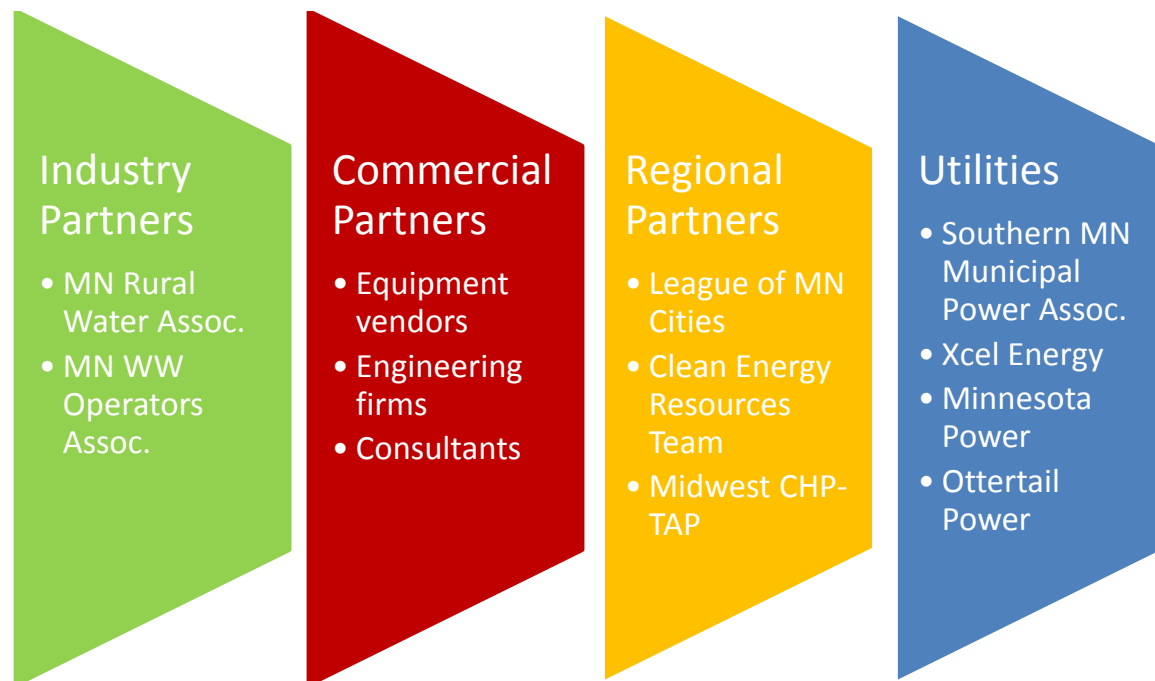 Industry
Partners
• MN Rural
Water Assoc.
• MN WW
Operators
Assoc.
Commercial
Partners
• Equipment
vendors
• Engineering
firms
• Consultants
Regional
Partners
• League of MN
Cities
• Clean Energy
Resources
Team
• Midwest CHP-
TAP
Utilities
• Southern MN
Municipal
Power Assoc.
• Xcel Energy
• Minnesota
Power
• Ottertail
Power